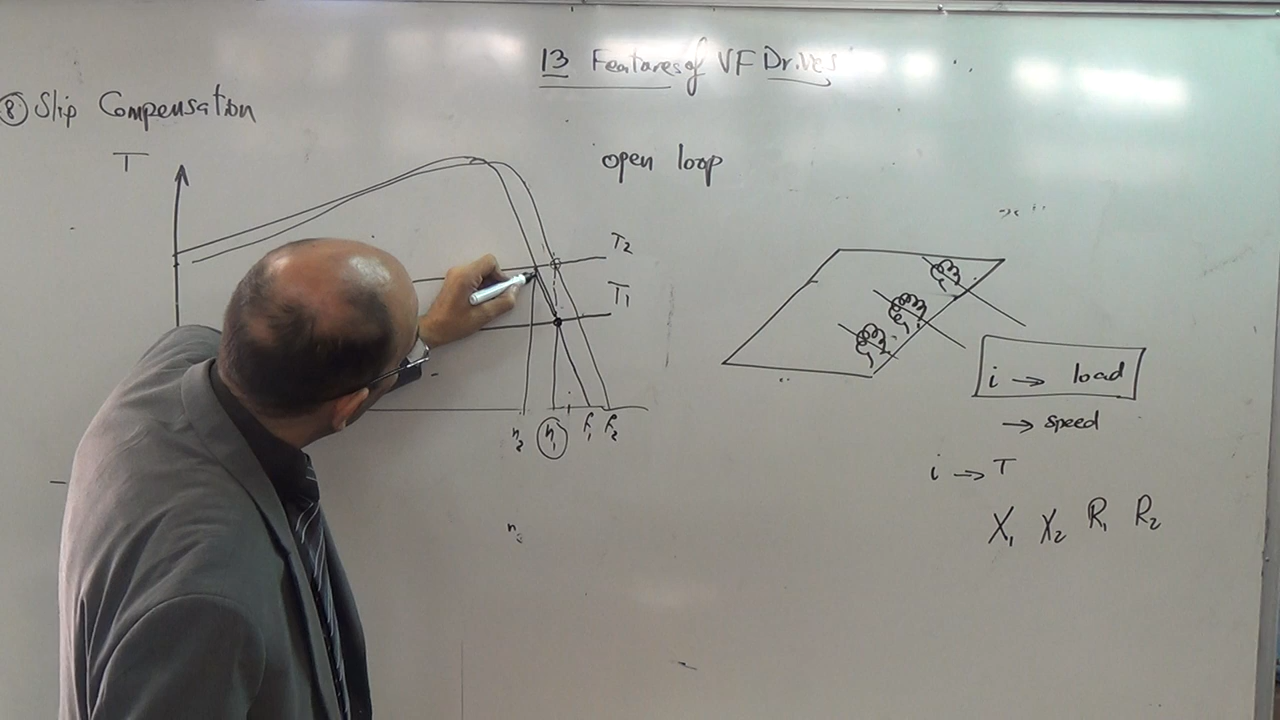 13 Features of VF Drives
8 Slip Compensation
T
open loop
T2
T1
i → load
→ speed
n2 n1 f1 f2
i → T
X1 X2 R1 R2